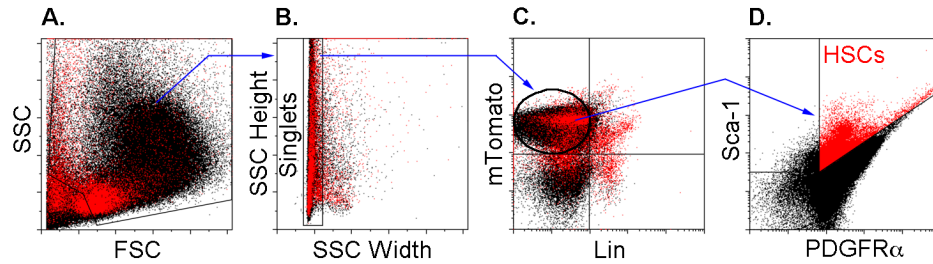 A.
SSC
FSC
B.
SSC Height
Singlets
SSC Width
C.
mTomato
Lin
D.
Sca-1
HSCs
PDGFRα